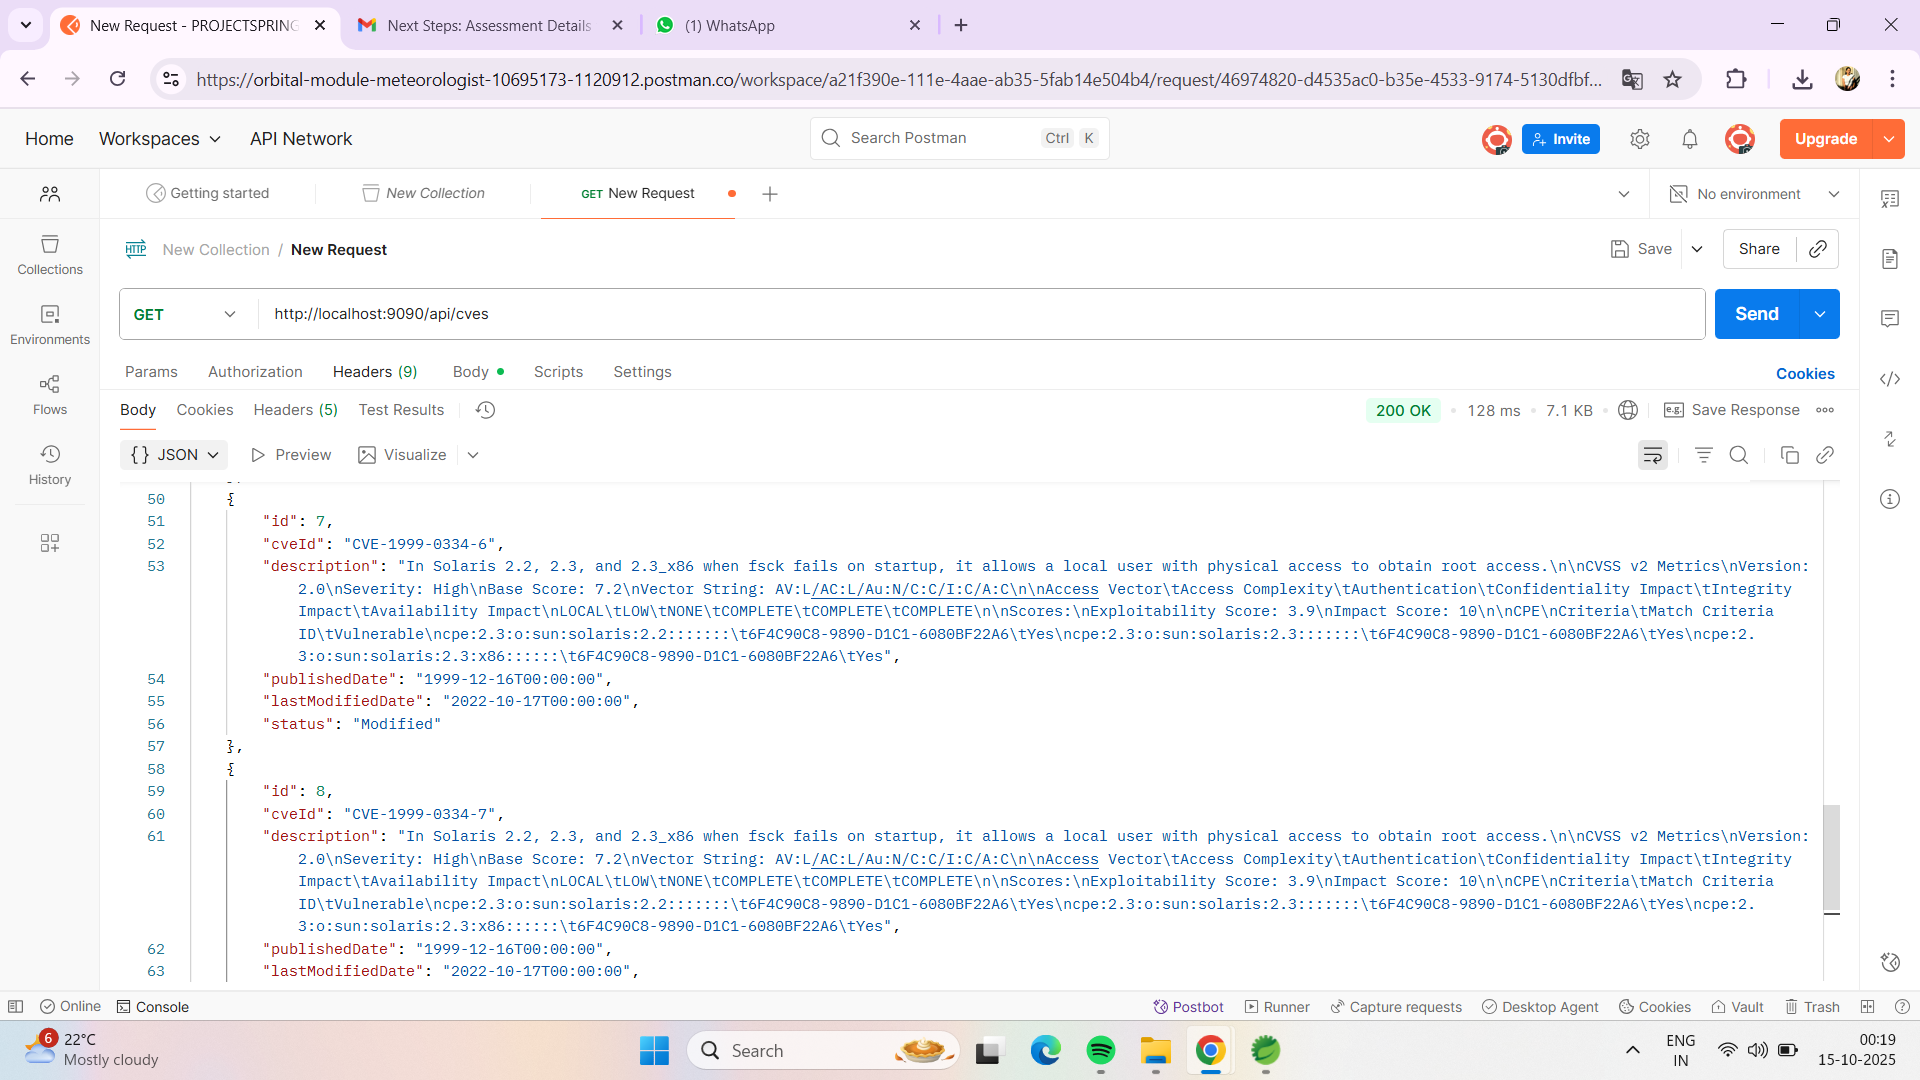 New Request - PROJECTSPRING
Next Steps: Assessment Details
(1) WhatsApp
https://orbital-module-meteorologist-10695173-1120912.postman.co/workspace/a21f390e-111e-4aae-ab35-5fab14e504b4/request/46974820-d4535ac0-b35e-4533-9174-5130dfbf...
Home Workspaces API Network Search Postman Ctrl K Invite Upgrade
Getting started New Collection GET New Request No environment
HTTP New Collection / New Request Save Share
Collections
Environments
Flows
History
GET http://localhost:9090/api/cves Send
Params Authorization Headers (9) Body Scripts Settings Cookies
Body Cookies Headers (5) Test Results 200 OK 128 ms 7.1 KB e.g. Save Response
{} JSON Preview Visualize
50 {
51 "id": 7,
52 "cveId": "CVE-1999-0334-6",
53 "description": "In Solaris 2.2, 2.3, and 2.3_x86 when fsck fails on startup, it allows a local user with physical access to obtain root access.\n\nCVSS v2 Metrics\nVersion:
2.0\nSeverity: High\nBase Score: 7.2\nVector String: AV:L/AC:L/Au:N/C:C/I:C/A:C\n\nAccess Vector\tAccess Complexity\tAuthentication\tConfidentiality Impact\tIntegrity
Impact\tAvailability Impact\nLOCAL\tLOW\tNONE\tCOMPLETE\tCOMPLETE\tCOMPLETE\n\nScores:\nExploitability Score: 3.9\nImpact Score: 10\n\nCPE\nCriteria\tMatch Criteria
ID\tVulnerable\ncpe:2.3:o:sun:solaris:2.2:::::::\t6F4C90C8-9890-D1C1-6080BF22A6\tYes\ncpe:2.3:o:sun:solaris:2.3:::::::\t6F4C90C8-9890-D1C1-6080BF22A6\tYes\ncpe:2.
3:o:sun:solaris:2.3:x86::::::\t6F4C90C8-9890-D1C1-6080BF22A6\tYes",
54 "publishedDate": "1999-12-16T00:00:00",
55 "lastModifiedDate": "2022-10-17T00:00:00",
56 "status": "Modified"
57 },
58 {
59 "id": 8,
60 "cveId": "CVE-1999-0334-7",
61 "description": "In Solaris 2.2, 2.3, and 2.3_x86 when fsck fails on startup, it allows a local user with physical access to obtain root access.\n\nCVSS v2 Metrics\nVersion:
2.0\nSeverity: High\nBase Score: 7.2\nVector String: AV:L/AC:L/Au:N/C:C/I:C/A:C\n\nAccess Vector\tAccess Complexity\tAuthentication\tConfidentiality Impact\tIntegrity
Impact\tAvailability Impact\nLOCAL\tLOW\tNONE\tCOMPLETE\tCOMPLETE\tCOMPLETE\n\nScores:\nExploitability Score: 3.9\nImpact Score: 10\n\nCPE\nCriteria\tMatch Criteria
ID\tVulnerable\ncpe:2.3:o:sun:solaris:2.2:::::::\t6F4C90C8-9890-D1C1-6080BF22A6\tYes\ncpe:2.3:o:sun:solaris:2.3:::::::\t6F4C90C8-9890-D1C1-6080BF22A6\tYes\ncpe:2.
3:o:sun:solaris:2.3:x86::::::\t6F4C90C8-9890-D1C1-6080BF22A6\tYes",
62 "publishedDate": "1999-12-16T00:00:00",
63 "lastModifiedDate": "2022-10-17T00:00:00",
Online Console Postbot Runner Capture requests Desktop Agent Cookies Vault Trash
6 22°C
Mostly cloudy
Search
ENG
IN
00:19
15-10-2025